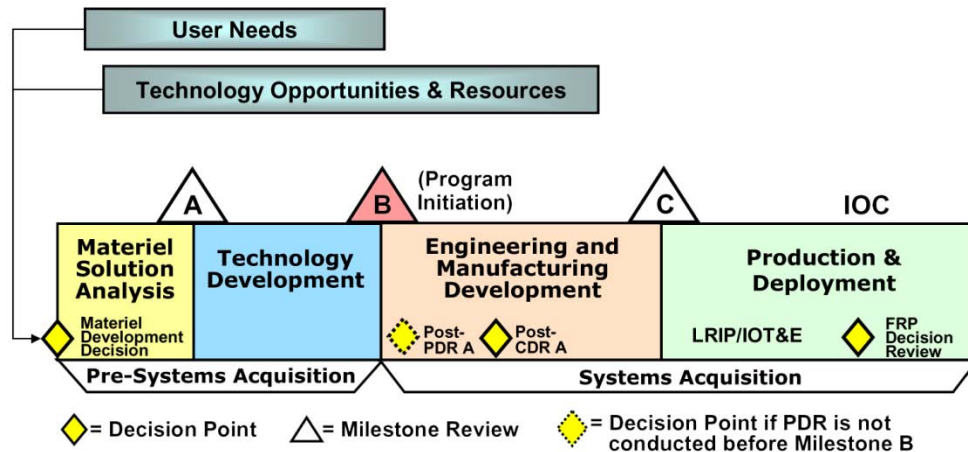 User Needs
Technology Opportunities & Resources
A
B
(Program
Initiation)
C
IOC
Materiel
Solution
Analysis
Technology
Development
Engineering and
Manufacturing
Development
Production &
Deployment
Materiel
Development
Decision
Post-
PDR A
Post-
CDR A
LRIP/IOT&E
FRP
Decision
Review
Pre-Systems Acquisition
Systems Acquisition
= Decision Point
= Milestone Review
= Decision Point if PDR is not
conducted before Milestone B